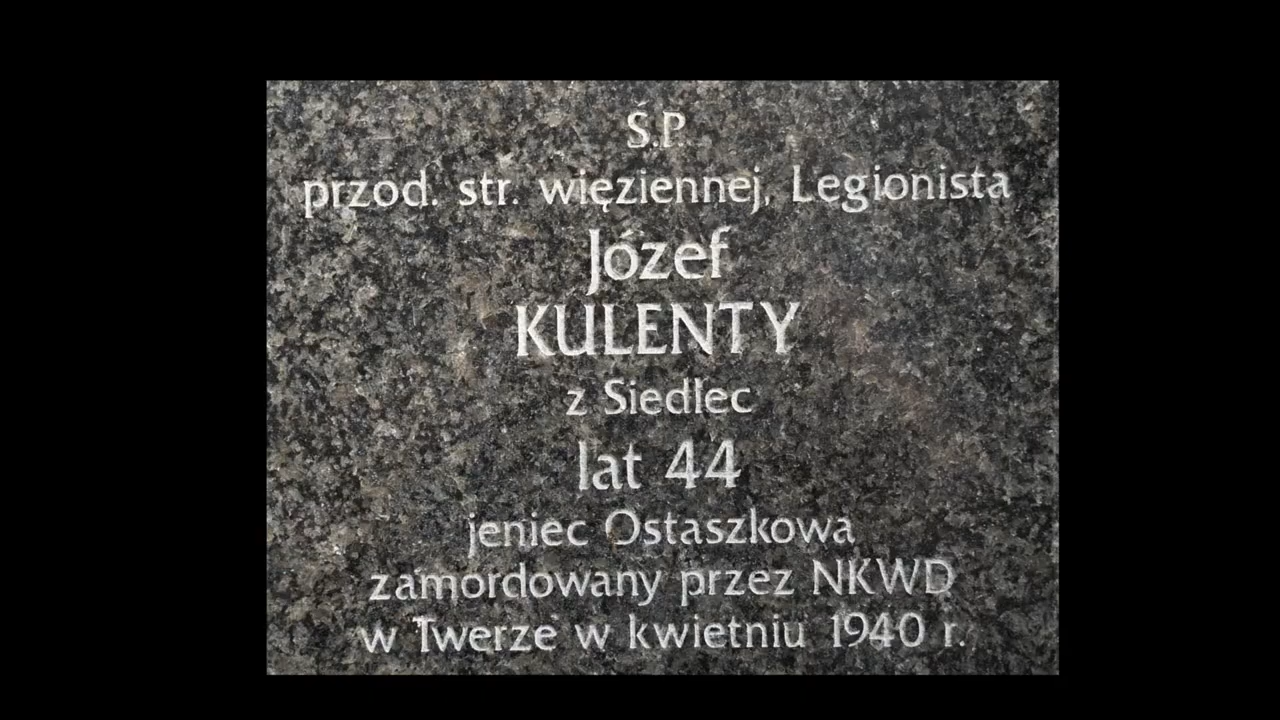 Ś.P.
przod. str. więziennej, Legionista
Józef
KULENTY
z Siedlec
lat 44
jeniec Ostaszkowa
zamordowany przez NKWD
w Twerze w kwietniu 1940 r.